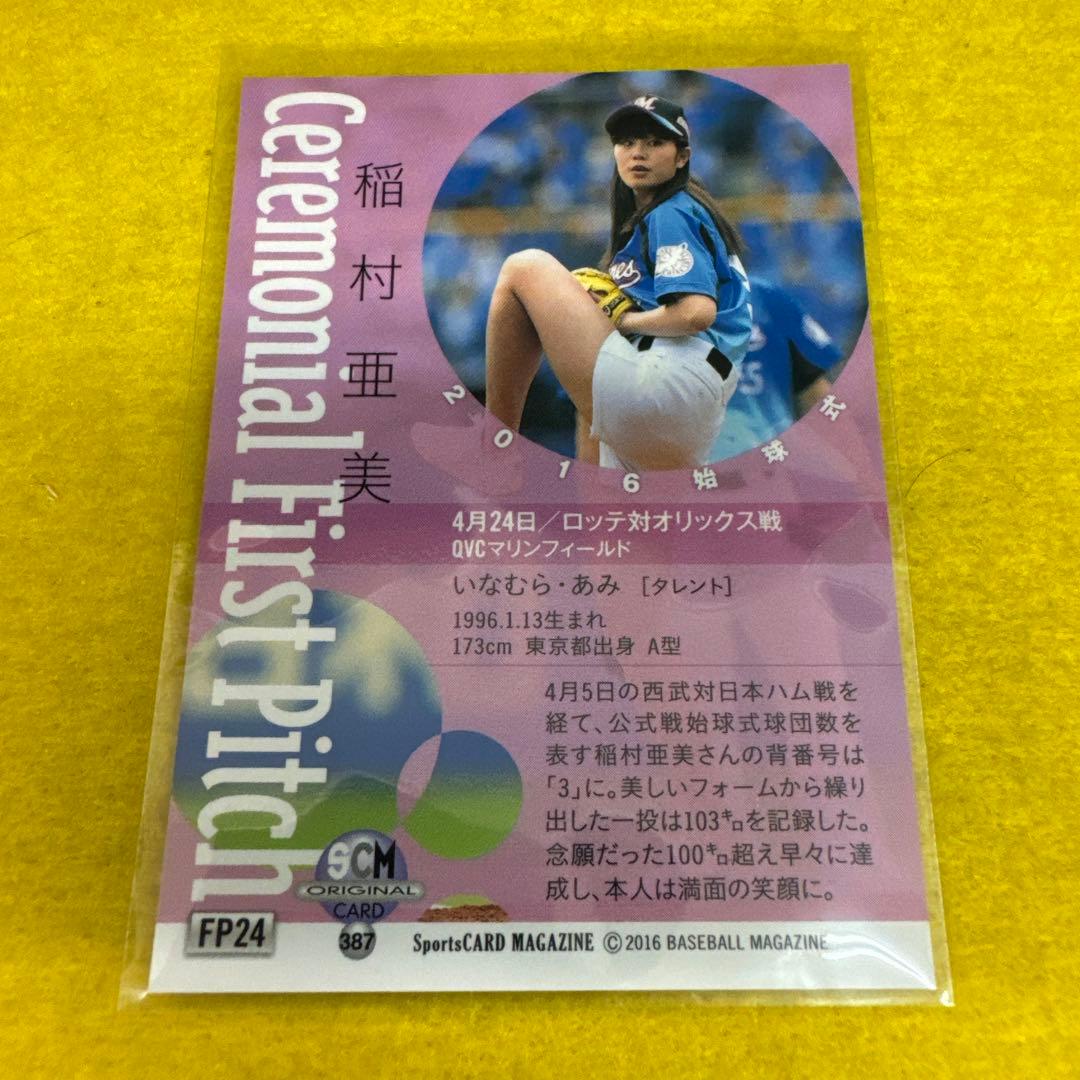 Ceremonial First Pitch
稲村亜美
M
2016始球式
4月24日／ロッテ対オリックス戦
QVCマリンフィールド
いなむら・あみ [タレント]
1996.1.13生まれ
173cm 東京都出身 A型
4月5日の西武対日本ハム戦を
経て、公式戦始球式球団数を
表す稲村亜美さんの背番号は
「3」に。美しいフォームから繰り
出した一投は103㌔を記録した。
念願だった100㌔超え早々に達
成し、本人は満面の笑顔に。
SCM
ORIGINAL
CARD
387
FP24
SportsCARD MAGAZINE ©2016 BASEBALL MAGAZINE